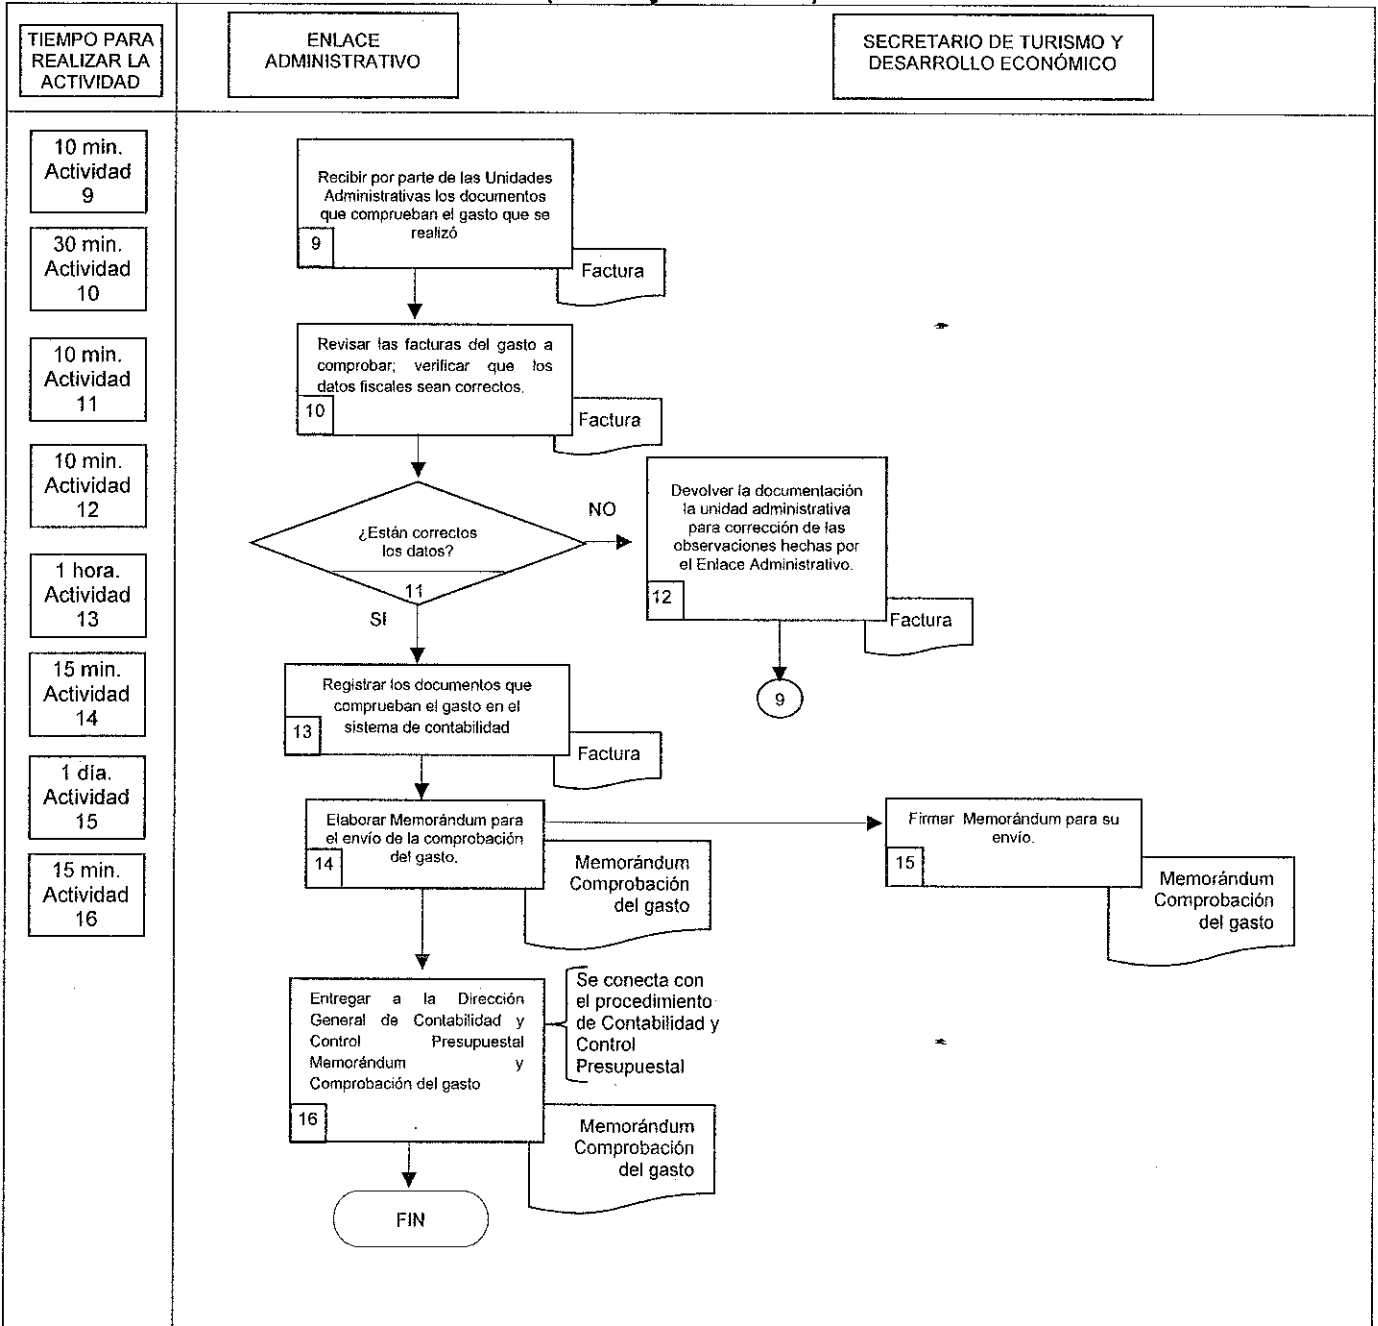 TIEMPO PARA
REALIZAR LA
ACTIVIDAD
ENLACE
ADMINISTRATIVO
SECRETARIO DE TURISMO Y
DESARROLLO ECONÓMICO
10 min.
Actividad
9
30 min.
Actividad
10
10 min.
Actividad
11
10 min.
Actividad
12
1 hora.
Actividad
13
15 min.
Actividad
14
1 día.
Actividad
15
15 min.
Actividad
16
Recibir por parte de las Unidades
Administrativas los documentos
que comprueban el gasto que se
realizó
9
Factura
Revisar las facturas del gasto a
comprobar; verificar que los
datos fiscales sean correctos.
10
Factura
¿Están correctos
los datos?
11
NO
SI
Devolver la documentación
la unidad administrativa
para corrección de las
observaciones hechas por
el Enlace Administrativo.
12
Factura
9
Registrar los documentos que
comprueban el gasto en el
sistema de contabilidad
13
Factura
Elaborar Memorándum para
el envío de la comprobación
del gasto.
14
Memorándum
Comprobación
del gasto
Firmar Memorándum para su
envío.
15
Memorándum
Comprobación
del gasto
Entregar a la Dirección
General de Contabilidad y
Control Presupuestal
Memorándum y
Comprobación del gasto
16
Se conecta con
el procedimiento
de Contabilidad y
Control
Presupuestal
Memorándum
Comprobación
del gasto
FIN